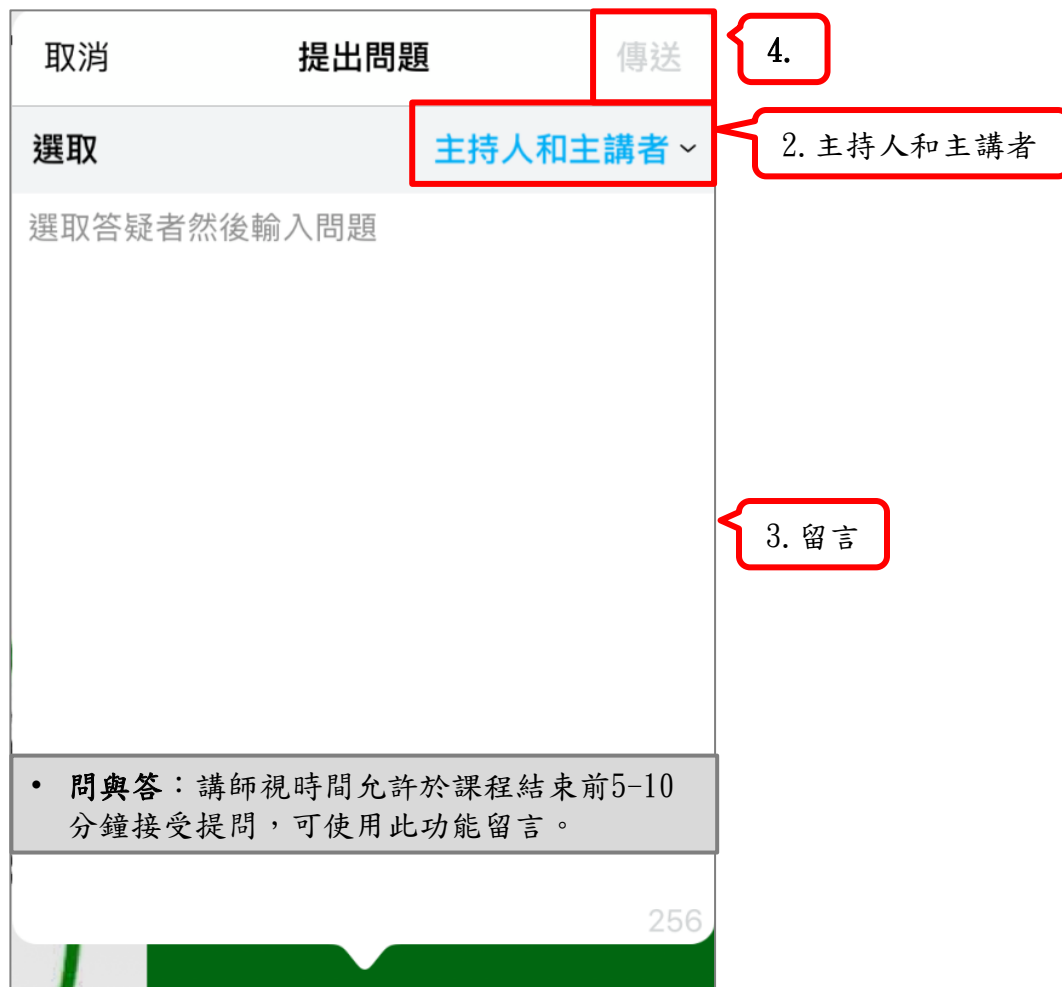 取消 提出問題 傳送 4.
選取 主持人和主講者 2.主持人和主講者
選取答疑者然後輸入問題
3.留言
• 問與答：講師視時間允許於課程結束前5-10
分鐘接受提問，可使用此功能留言。
256